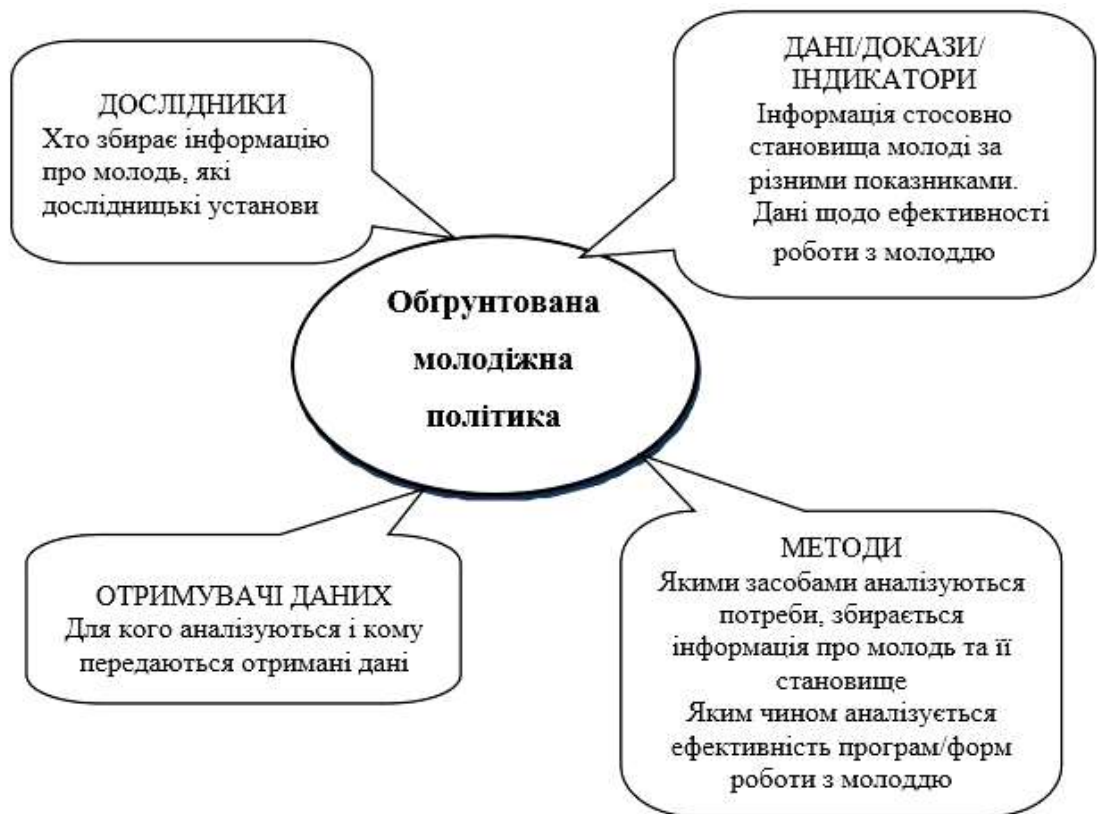 ДОСЛІДНИКИ
Хто збирає інформацію
про молодь, які
дослідницькі установи
ДАНІ/ДОКАЗИ/
ІНДИКАТОРИ
Інформація стосовно
становища молоді за
різними показниками.
Дані щодо ефективності
роботи з молоддю
Обґрунтована
молодіжна
політика
ОТРИМУВАЧІ ДАНИХ
Для кого аналізуються і кому
передаються отримані дані
МЕТОДИ
Якими засобами аналізуються
потреби, збирається
інформація про молодь та її
становище
Яким чином аналізується
ефективність програм/форм
роботи з молоддю